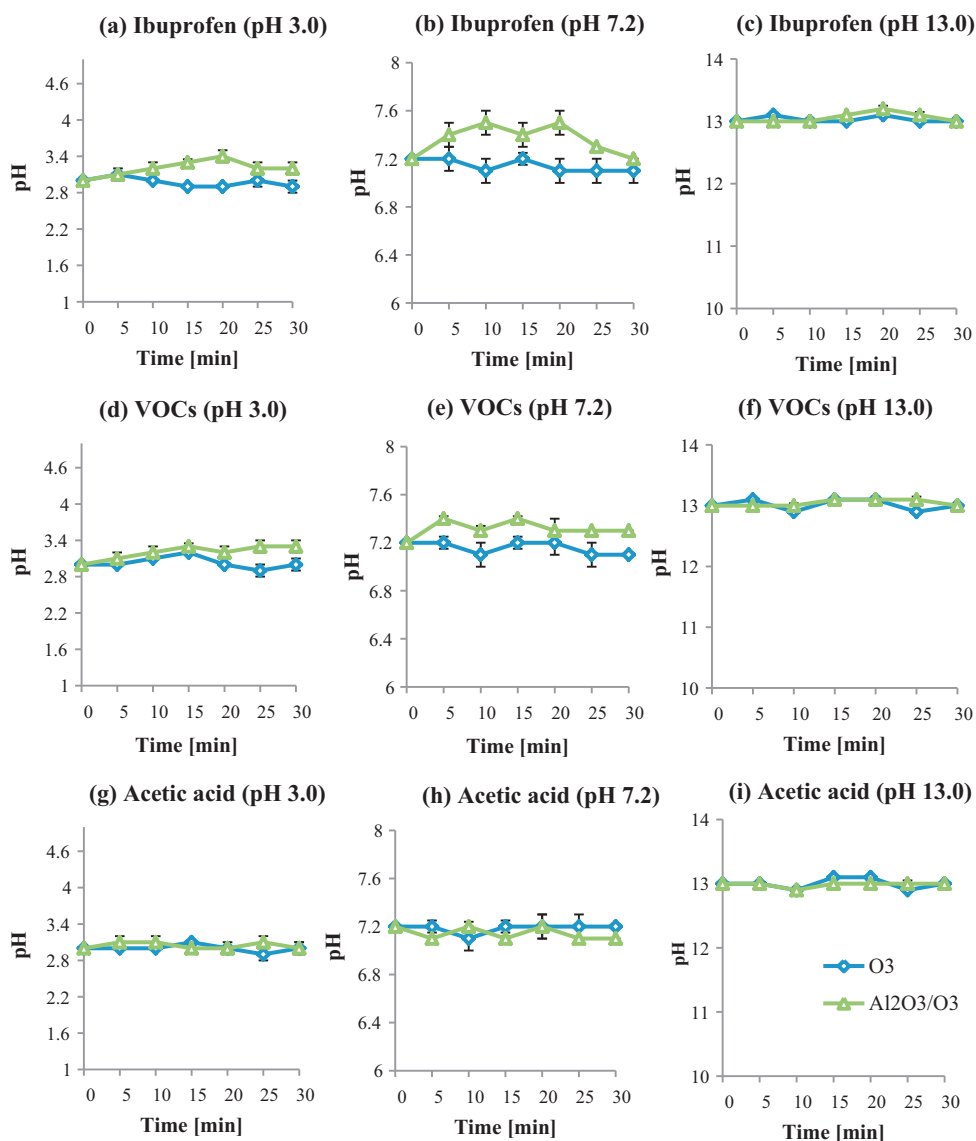 (a) Ibuprofen (pH 3.0)
(b) Ibuprofen (pH 7.2)
(c) Ibuprofen (pH 13.0)
4.6
4
3.4
2.8
2.2
1.6
1
pH
0 5 10 15 20 25 30
Time [min]
8
7.6
7.2
6.8
6.4
6
pH
0 5 10 15 20 25 30
Time [min]
14
13
12
11
10
pH
0 5 10 15 20 25 30
Time [min]
(d) VOCs (pH 3.0)
(e) VOCs (pH 7.2)
(f) VOCs (pH 13.0)
4.6
4
3.4
2.8
2.2
1.6
1
pH
0 5 10 15 20 25 30
Time [min]
8
7.6
7.2
6.8
6.4
6
pH
0 5 10 15 20 25 30
Time [min]
14
13
12
11
10
pH
0 5 10 15 20 25 30
Time [min]
(g) Acetic acid (pH 3.0)
(h) Acetic acid (pH 7.2)
(i) Acetic acid (pH 13.0)
4.6
4
3.4
2.8
2.2
1.6
1
pH
0 5 10 15 20 25 30
Time [min]
8
7.6
7.2
6.8
6.4
6
pH
0 5 10 15 20 25 30
Time [min]
14
13
12
11
10
pH
O3
Al2O3/O3
0 5 10 15 20 25 30
Time [min]